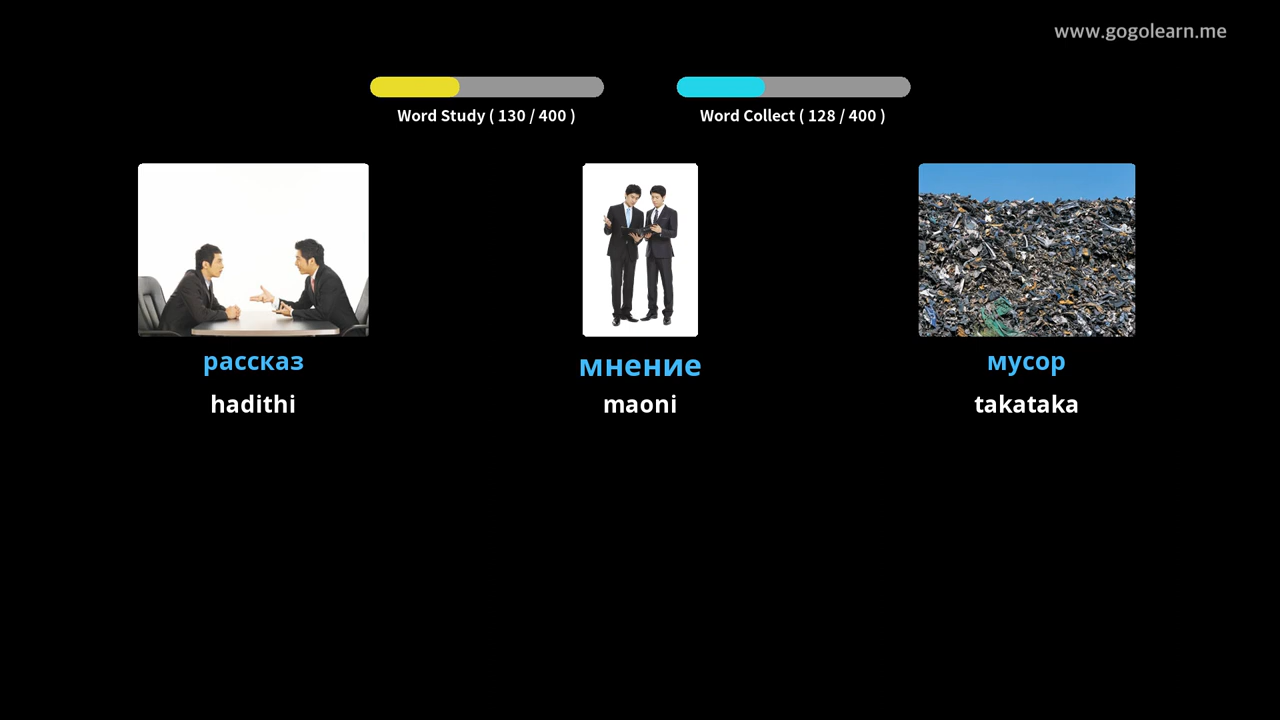 www.gogolearn.me
Word Study ( 130 / 400 )
Word Collect ( 128 / 400 )
рассказ
мнение
мусор
hadithi
maoni
takataka